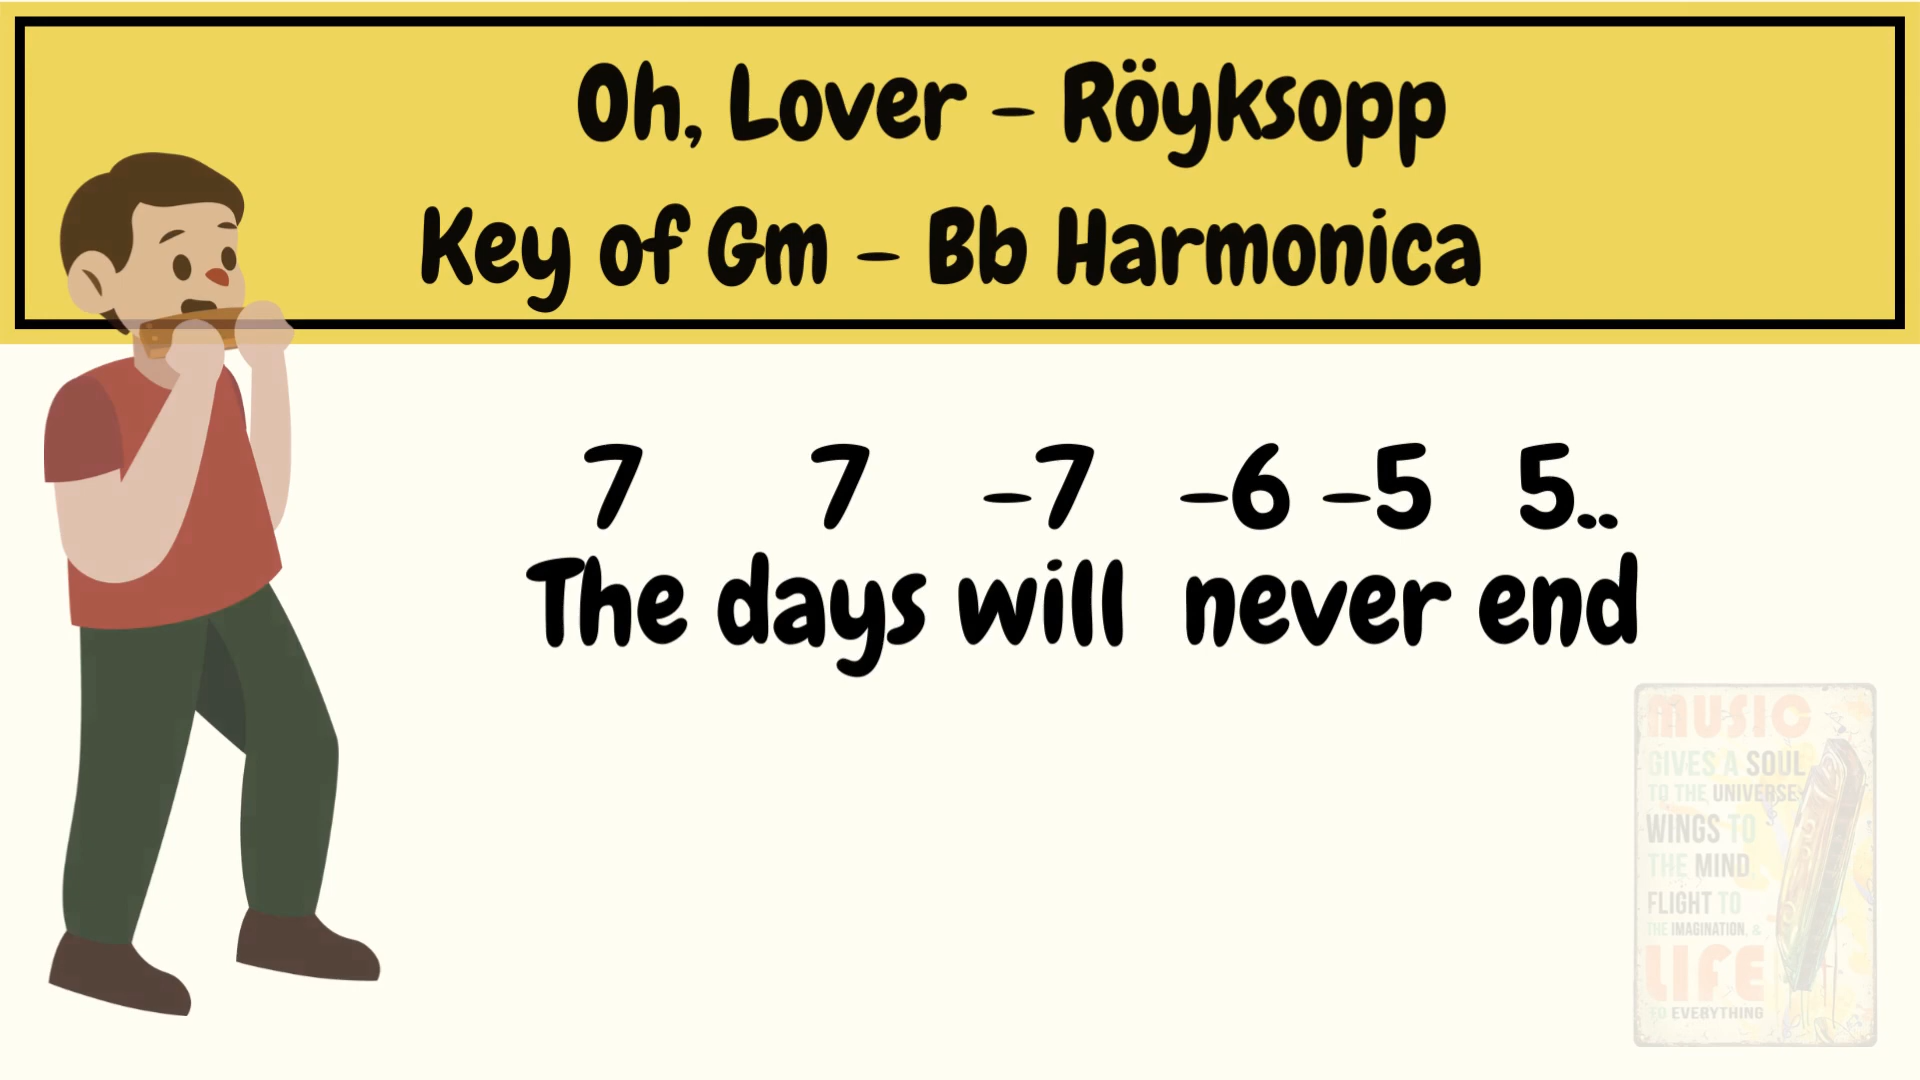 Oh, Lover – Röyksopp
Key of Gm – Bb Harmonica
7 7 –7 –6 –5 5..
The days will never end
MUSIC
GIVES A SOUL
TO THE UNIVERSE
WINGS TO
THE MIND
FLIGHT TO
THE IMAGINATION, &
LIFE
TO EVERYTHING